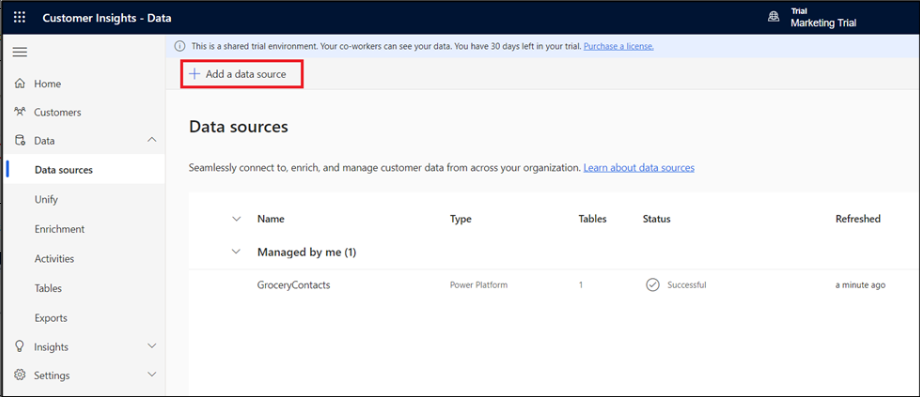 Customer Insights - Data
Trial
Marketing Trial
This is a shared trial environment. Your co-workers can see your data. You have 30 days left in your trial. Purchase a license.
Add a data source
Home
Customers
Data
Data sources
Unify
Enrichment
Activities
Tables
Exports
Insights
Settings
Data sources
Seamlessly connect to, enrich, and manage customer data from across your organization. Learn about data sources
Name Type Tables Status Refreshed
Managed by me (1)
GroceryContacts Power Platform 1 Successful a minute ago